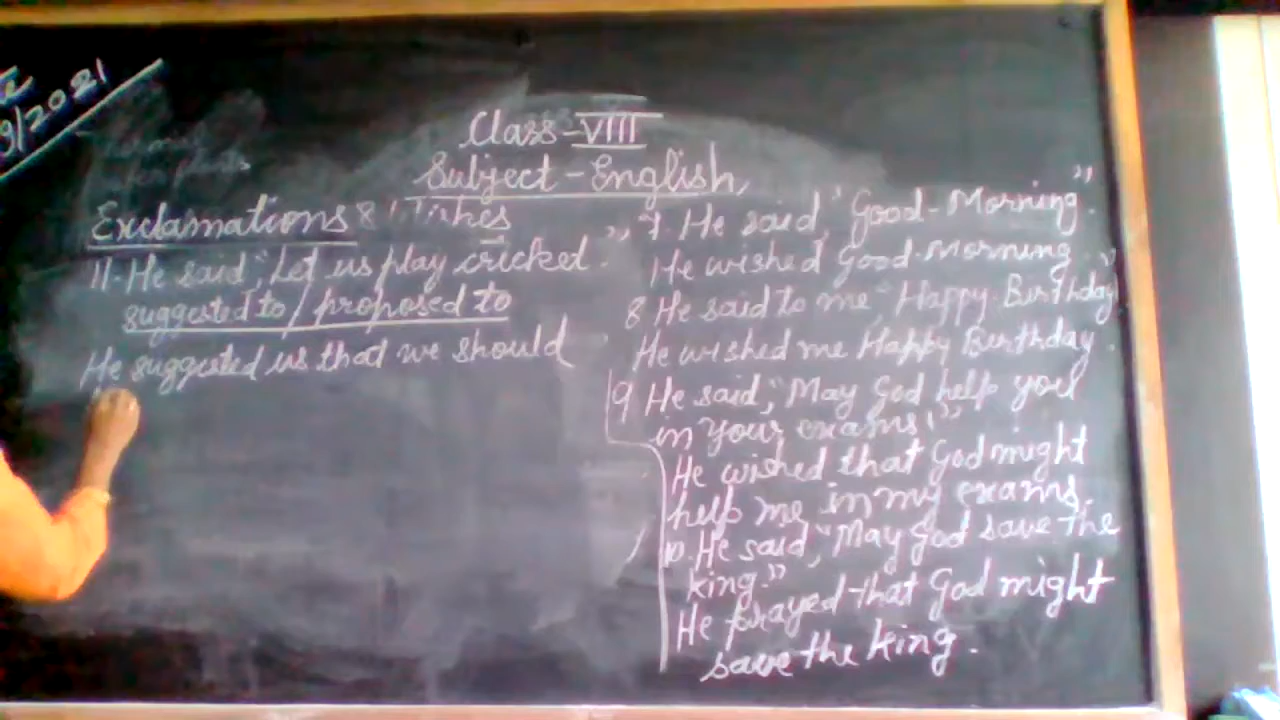 9/2021
Class-VIII
Subject-English,
Exclamations & Wishes
11. He said, "Let us play cricket."
suggested to/proposed to
He suggested us that we should
7. He said, "Good-Morning."
He wished Good-Morning.
8 He said to me "Happy Birthday"
He wished me Happy Birthday.
9 He said, "May God help you
in your exams!"
He wished that God might
help me in my exams.
10. He said, "May God save the
king."
He prayed that God might
save the king.